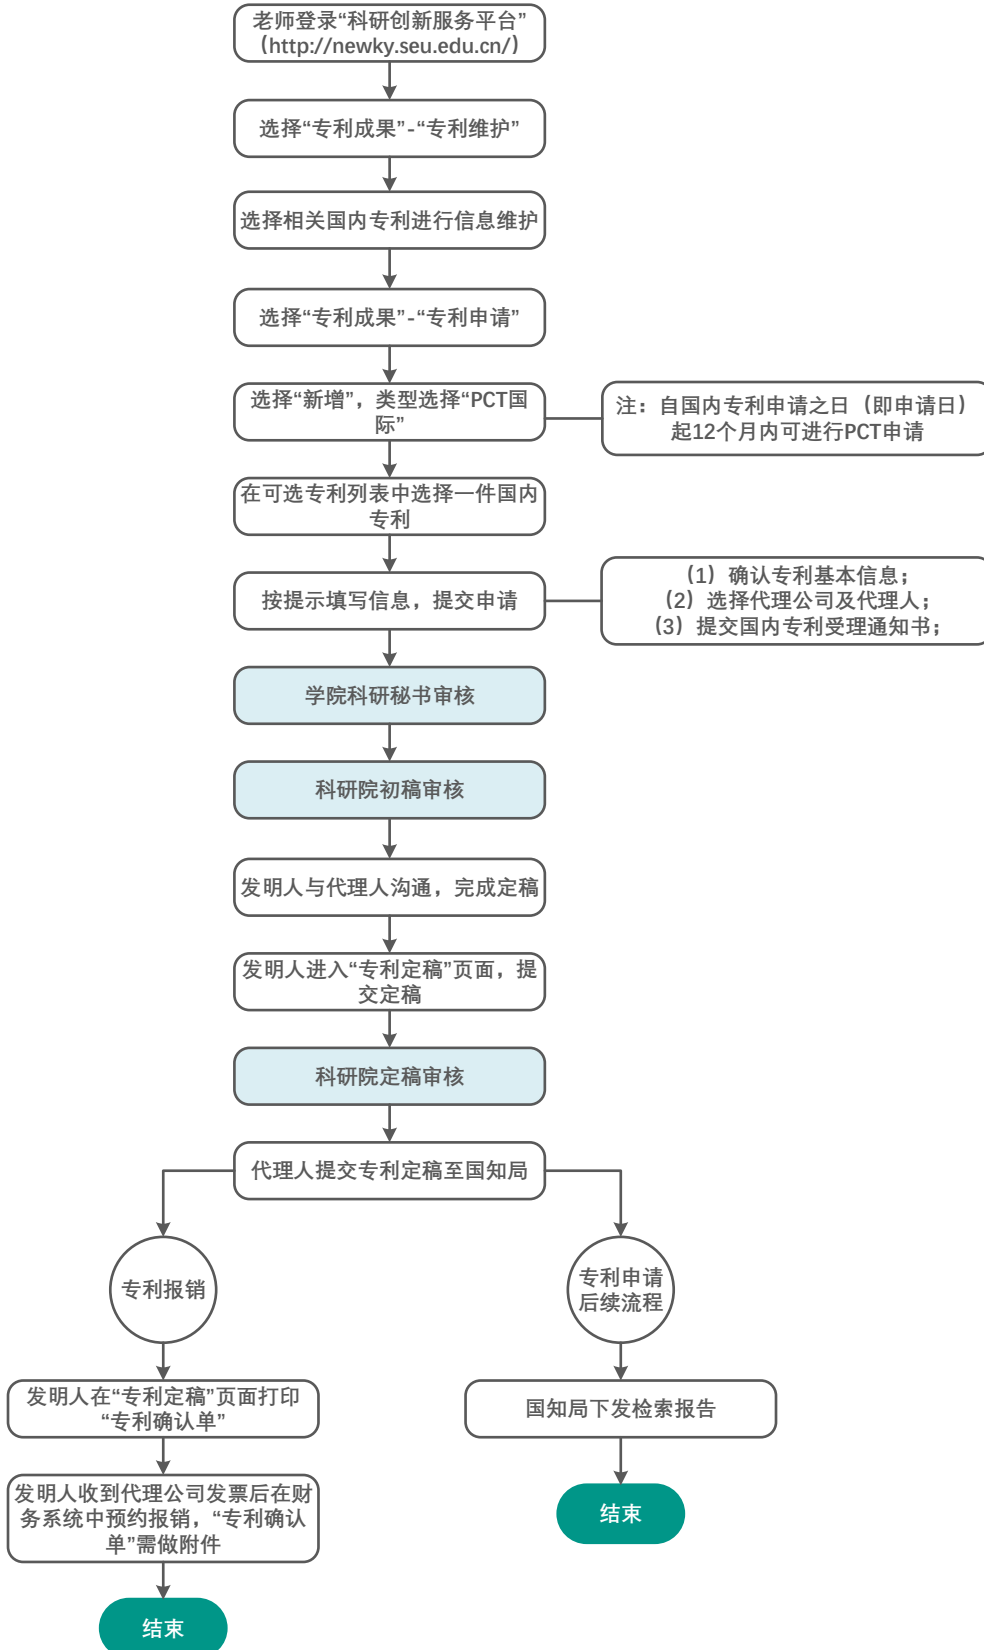 老师登录“科研创新服务平台”
（http://newky.seu.edu.cn/）
选择“专利成果”-“专利维护”
选择相关国内专利进行信息维护
选择“专利成果”-“专利申请”
选择“新增”，类型选择“PCT国
际”
注：自国内专利申请之日（即申请日）
起12个月内可进行PCT申请
在可选专利列表中选择一件国内
专利
按提示填写信息，提交申请
（1）确认专利基本信息；
（2）选择代理公司及代理人；
（3）提交国内专利受理通知书；
学院科研秘书审核
科研院初稿审核
发明人与代理人沟通，完成定稿
发明人进入“专利定稿”页面，提
交定稿
科研院定稿审核
代理人提交专利定稿至国知局
专利报销
专利申请
后续流程
发明人在“专利定稿”页面打印
“专利确认单”
国知局下发检索报告
发明人收到代理公司发票后在财
务系统中预约报销，“专利确认
单”需做附件
结束
结束